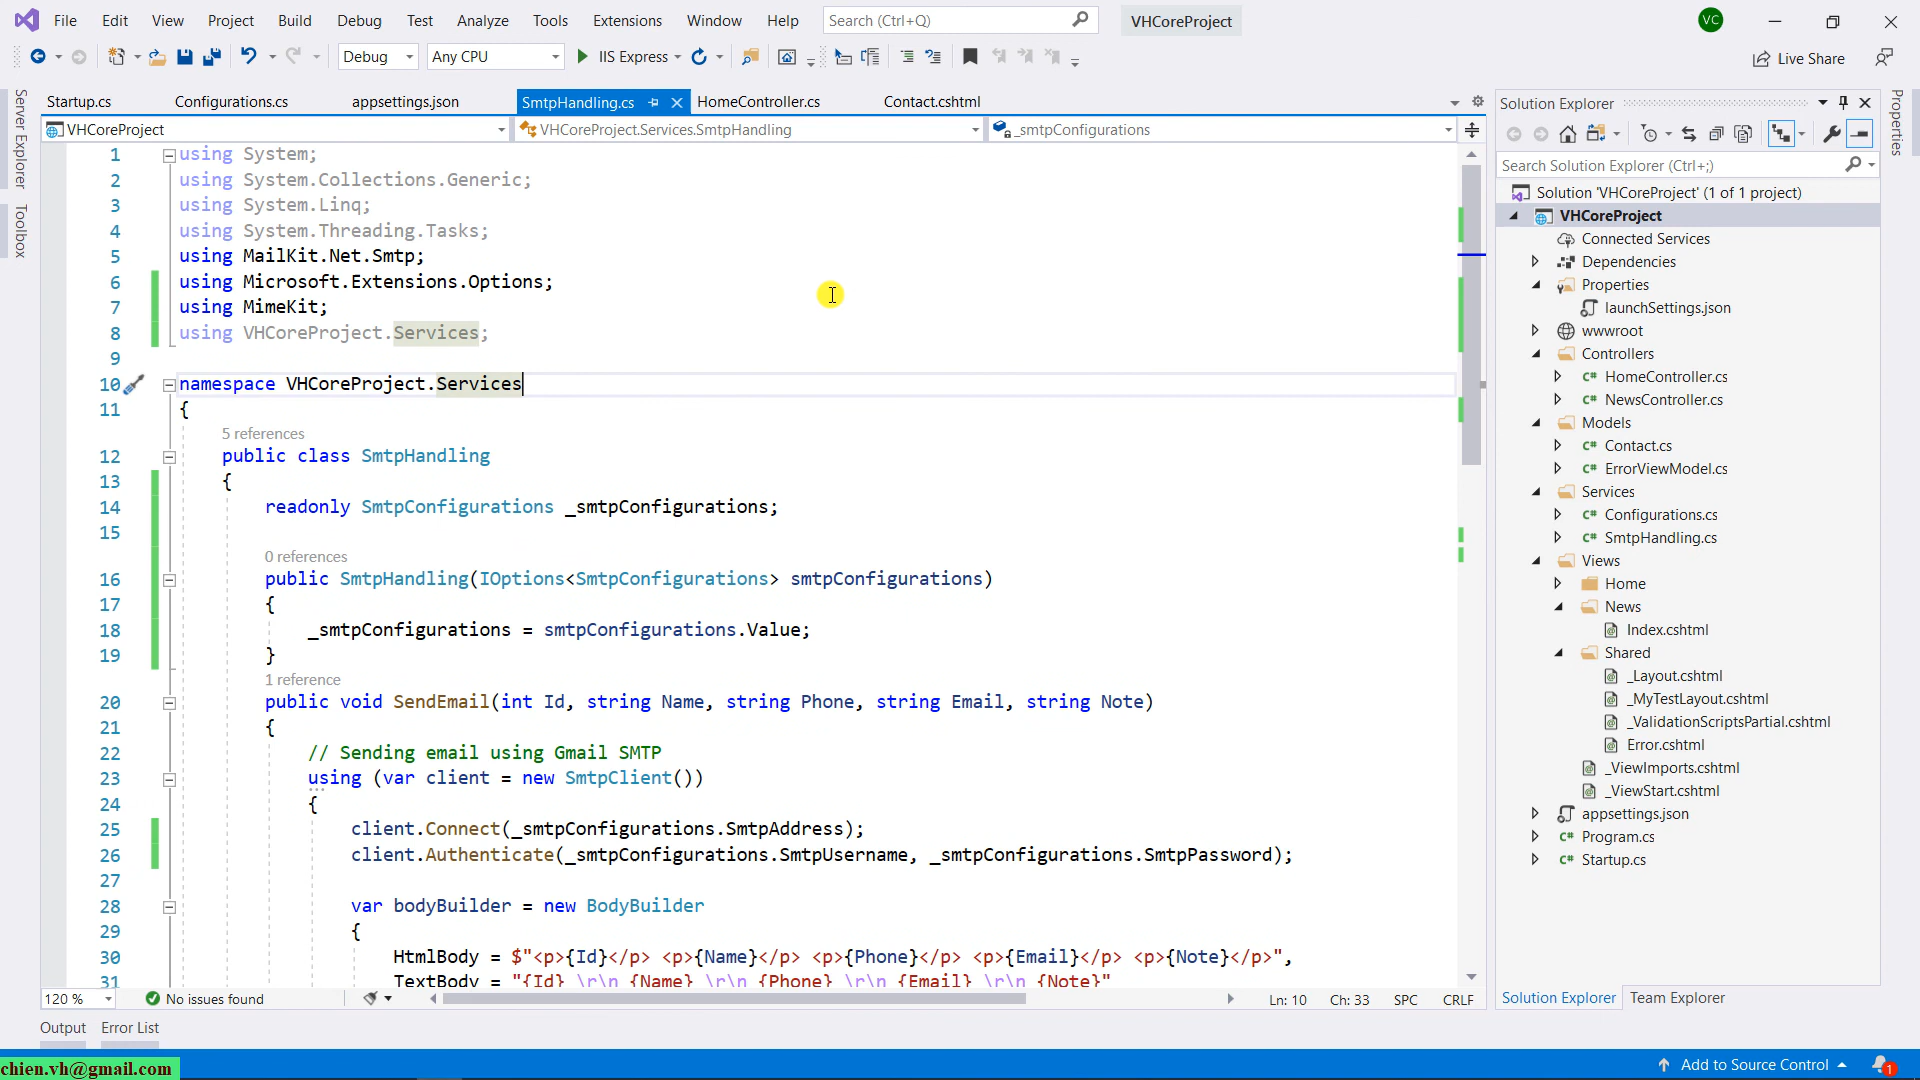 File Edit View Project Build Debug Test Analyze Tools Extensions Window Help Search (Ctrl+Q) VHCoreProject VC
Debug Any CPU IIS Express Live Share
Startup.cs Configurations.cs appsettings.json SmtpHandling.cs HomeController.cs Contact.cshtml
VHCoreProject VHCoreProject.Services.SmtpHandling _smtpConfigurations
Server Explorer
Toolbox
1 using System;
2 using System.Collections.Generic;
3 using System.Linq;
4 using System.Threading.Tasks;
5 using MailKit.Net.Smtp;
6 using Microsoft.Extensions.Options;
7 using MimeKit;
8 using VHCoreProject.Services;
9
10 namespace VHCoreProject.Services
11 {
5 references
12 public class SmtpHandling
13 {
14 readonly SmtpConfigurations _smtpConfigurations;
15
0 references
16 public SmtpHandling(IOptions<SmtpConfigurations> smtpConfigurations)
17 {
18 _smtpConfigurations = smtpConfigurations.Value;
19 }
1 reference
20 public void SendEmail(int Id, string Name, string Phone, string Email, string Note)
21 {
22 // Sending email using Gmail SMTP
23 using (var client = new SmtpClient())
24 {
25 client.Connect(_smtpConfigurations.SmtpAddress);
26 client.Authenticate(_smtpConfigurations.SmtpUsername, _smtpConfigurations.SmtpPassword);
27
28 var bodyBuilder = new BodyBuilder
29 {
30 HtmlBody = $"<p>{Id}</p> <p>{Name}</p> <p>{Phone}</p> <p>{Email}</p> <p>{Note}</p>",
31 TextBody = "{Id} \r\n {Name} \r\n {Phone} \r\n {Email} \r\n {Note}"
120 % No issues found Ln: 10 Ch: 33 SPC CRLF
Solution Explorer
Search Solution Explorer (Ctrl+;)
Solution 'VHCoreProject' (1 of 1 project)
VHCoreProject
Connected Services
Dependencies
Properties
launchSettings.json
wwwroot
Controllers
C# HomeController.cs
C# NewsController.cs
Models
C# Contact.cs
C# ErrorViewModel.cs
Services
C# Configurations.cs
C# SmtpHandling.cs
Views
Home
News
Index.cshtml
Shared
_Layout.cshtml
_MyTestLayout.cshtml
_ValidationScriptsPartial.cshtml
Error.cshtml
_ViewImports.cshtml
_ViewStart.cshtml
appsettings.json
C# Program.cs
C# Startup.cs
Solution Explorer Team Explorer
Properties
Output Error List
chien.vh@gmail.com Add to Source Control 1